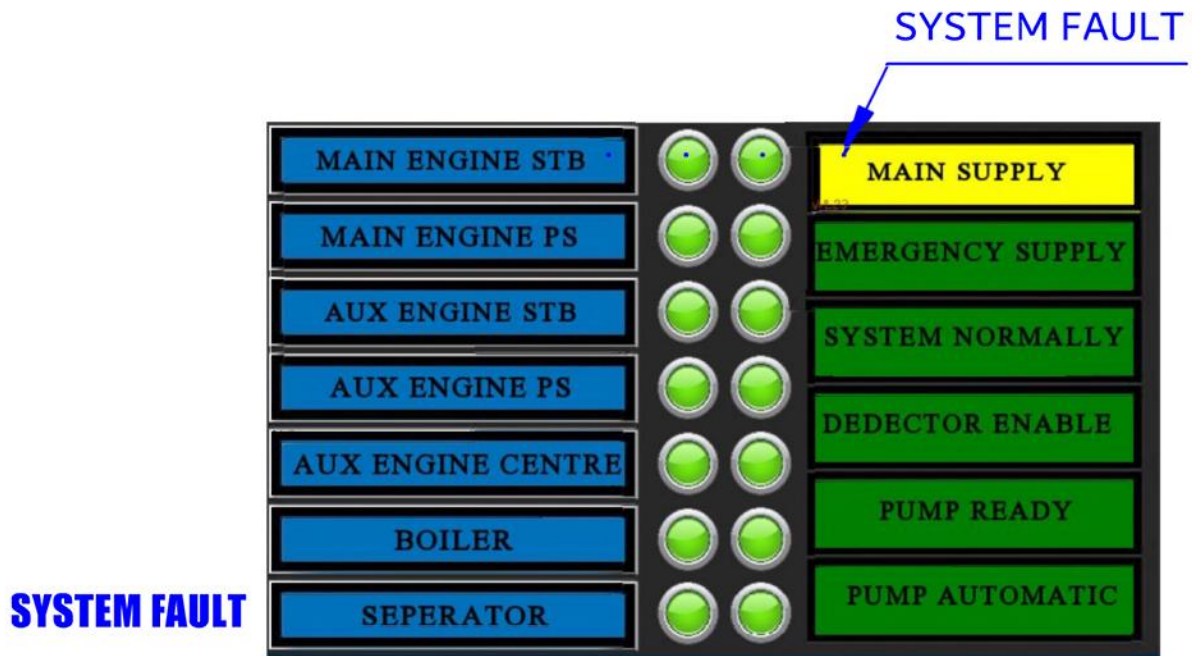 SYSTEM FAULT
MAIN ENGINE STB
MAIN SUPPLY
MAIN ENGINE PS
EMERGENCY SUPPLY
AUX ENGINE STB
SYSTEM NORMALLY
AUX ENGINE PS
DEDECTOR ENABLE
AUX ENGINE CENTRE
PUMP READY
BOILER
PUMP AUTOMATIC
SYSTEM FAULT
SEPERATOR